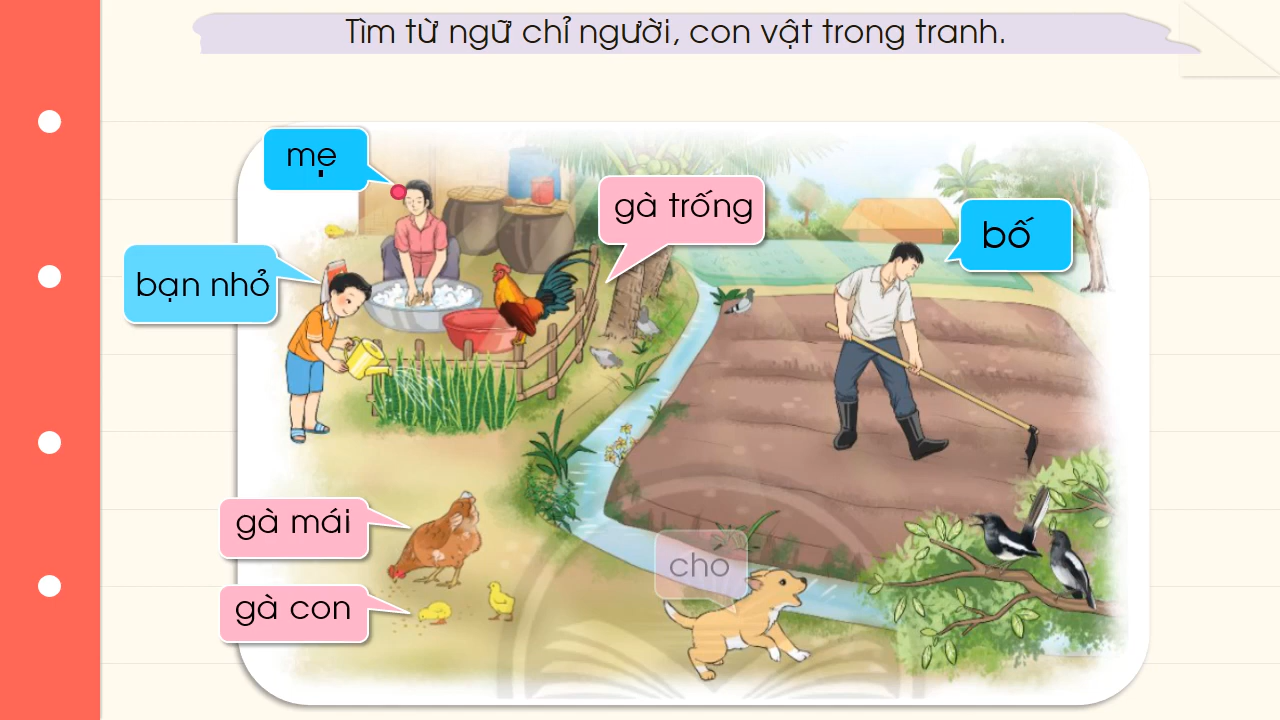 Tìm từ ngữ chỉ người, con vật trong tranh.
mẹ
gà trống
bố
bạn nhỏ
gà mái
cho
gà con